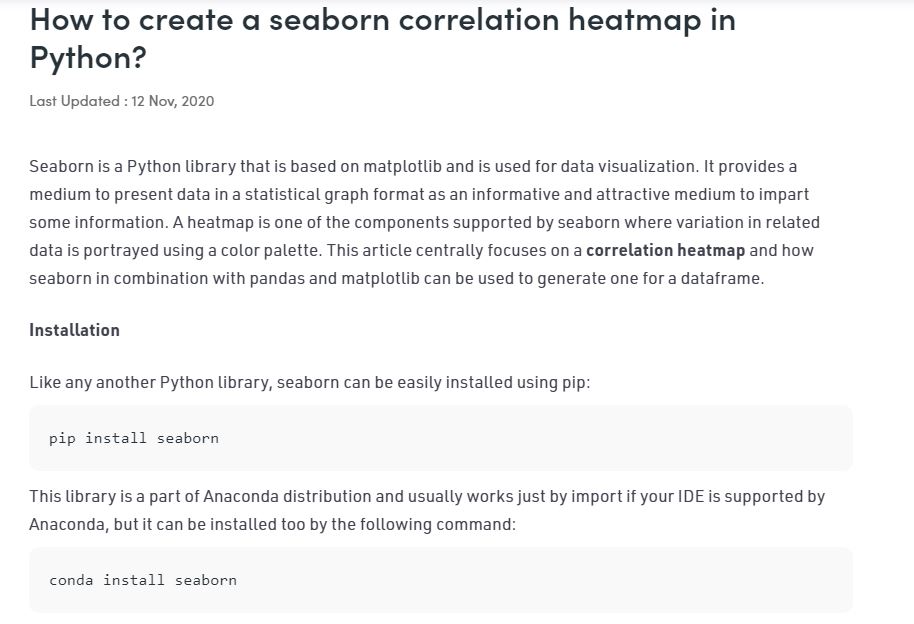 How to create a seaborn correlation heatmap in
Python?
Last Updated : 12 Nov, 2020
Seaborn is a Python library that is based on matplotlib and is used for data visualization. It provides a
medium to present data in a statistical graph format as an informative and attractive medium to impart
some information. A heatmap is one of the components supported by seaborn where variation in related
data is portrayed using a color palette. This article centrally focuses on a correlation heatmap and how
seaborn in combination with pandas and matplotlib can be used to generate one for a dataframe.
Installation
Like any another Python library, seaborn can be easily installed using pip:
pip install seaborn
This library is a part of Anaconda distribution and usually works just by import if your IDE is supported by
Anaconda, but it can be installed too by the following command:
conda install seaborn